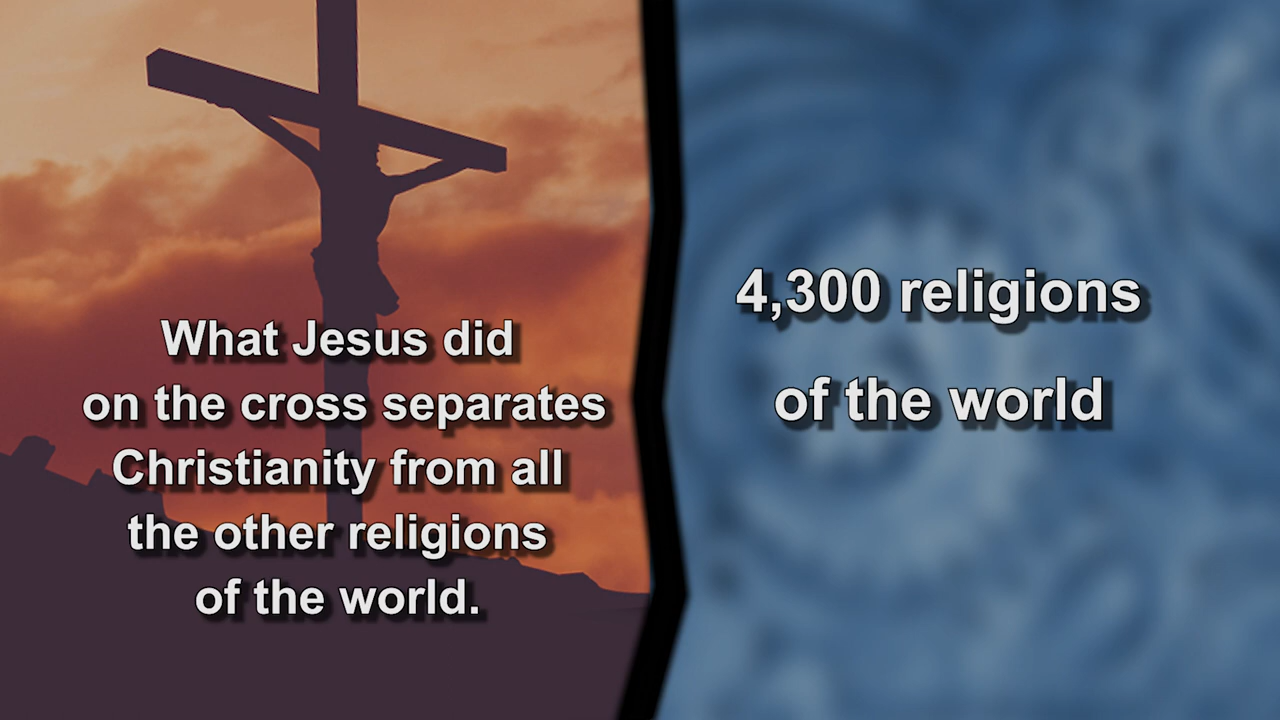 What Jesus did
on the cross separates
Christianity from all
the other religions
of the world.
4,300 religions
of the world